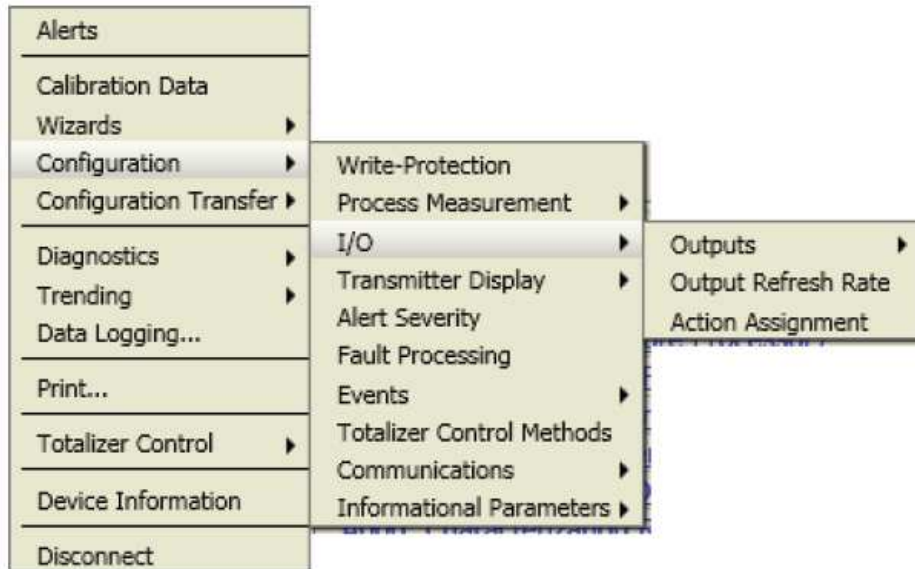 Alerts
Calibration Data
Wizards
Configuration
Configuration Transfer
Diagnostics
Trending
Data Logging...
Print...
Totalizer Control
Device Information
Disconnect
Write-Protection
Process Measurement
I/O
Transmitter Display
Alert Severity
Fault Processing
Events
Totalizer Control Methods
Communications
Informational Parameters
Outputs
Output Refresh Rate
Action Assignment